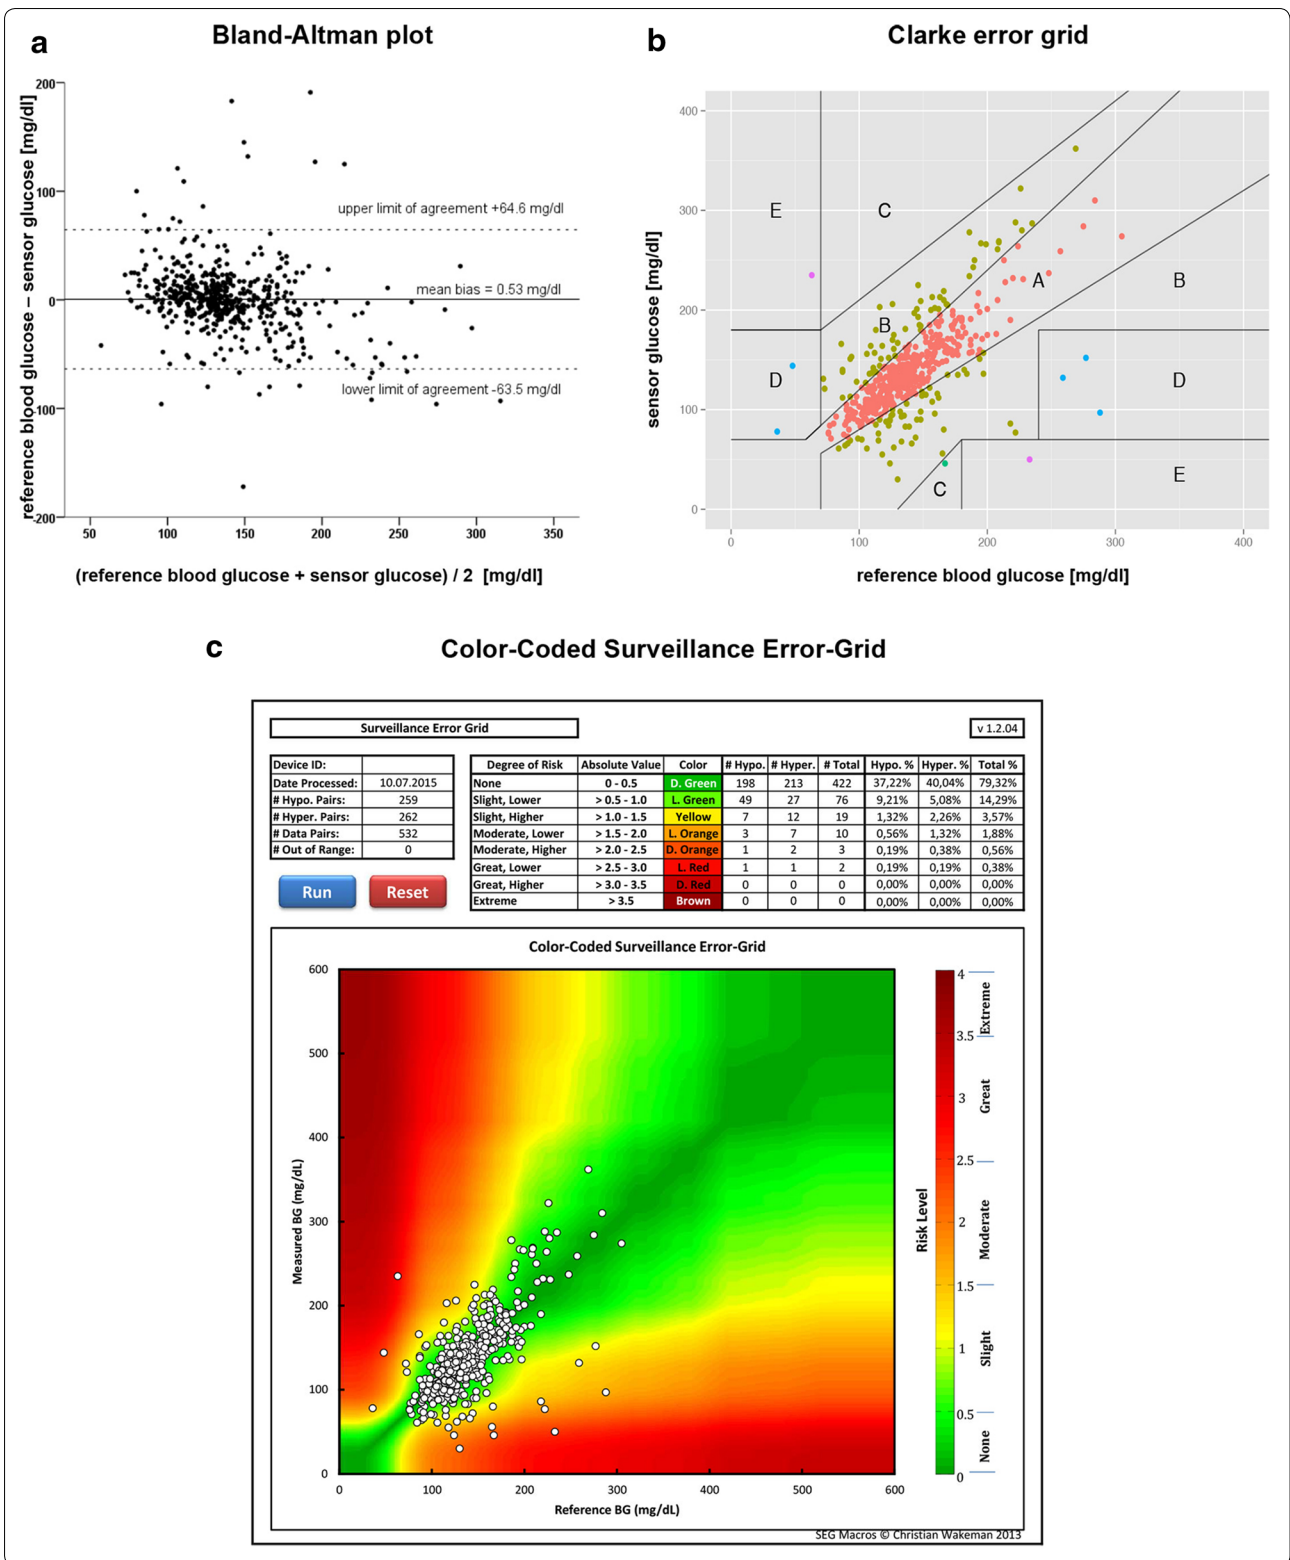 a
Bland-Altman plot
reference blood glucose – sensor glucose [mg/dl]
200
100
0
-100
-200
upper limit of agreement +64.6 mg/dl
mean bias = 0.53 mg/dl
lower limit of agreement -63.5 mg/dl
50 100 150 200 250 300 350
(reference blood glucose + sensor glucose) / 2 [mg/dl]
b
Clarke error grid
sensor glucose [mg/dl]
400
300
200
100
0
E C
A B
B
D D
C E
0 100 200 300 400
reference blood glucose [mg/dl]
c
Color-Coded Surveillance Error-Grid
Surveillance Error Grid
v 1.2.04
Device ID:
Date Processed: 10.07.2015
# Hypo. Pairs: 259
# Hyper. Pairs: 262
# Data Pairs: 532
# Out of Range: 0
Run Reset
Degree of Risk Absolute Value Color # Hypo. # Hyper. # Total Hypo. % Hyper. % Total %
None 0 - 0.5 D. Green 198 213 422 37,22% 40,04% 79,32%
Slight, Lower > 0.5 - 1.0 L. Green 49 27 76 9,21% 5,08% 14,29%
Slight, Higher > 1.0 - 1.5 Yellow 7 12 19 1,32% 2,26% 3,57%
Moderate, Lower > 1.5 - 2.0 L. Orange 3 7 10 0,56% 1,32% 1,88%
Moderate, Higher > 2.0 - 2.5 D. Orange 1 2 3 0,19% 0,38% 0,56%
Great, Lower > 2.5 - 3.0 L. Red 1 1 2 0,19% 0,19% 0,38%
Great, Higher > 3.0 - 3.5 D. Red 0 0 0 0,00% 0,00% 0,00%
Extreme > 3.5 Brown 0 0 0 0,00% 0,00% 0,00%
Color-Coded Surveillance Error-Grid
Measured BG (mg/dL)
600
500
400
300
200
100
0
0 100 200 300 400 500 600
Reference BG (mg/dL)
Risk Level
4
3.5
3
2.5
2
1.5
1
0.5
0
Extreme
Great
Moderate
Slight
None
SEG Macros © Christian Wakeman 2013